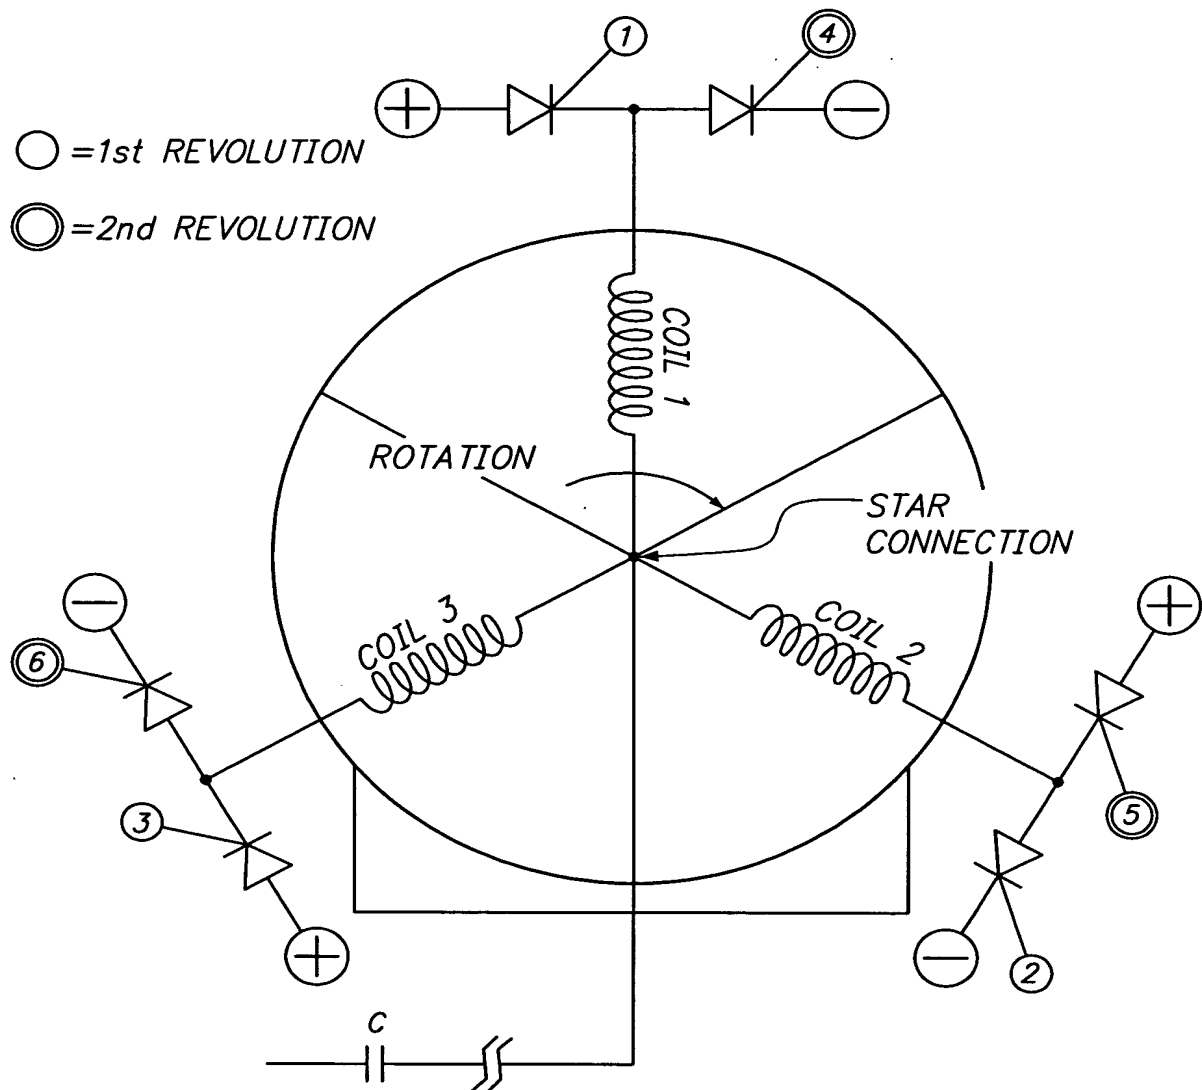 1
4
+
−
=1st REVOLUTION
=2nd REVOLUTION
COIL 1
ROTATION
STAR
CONNECTION
COIL 3
COIL 2
−
+
6
3
5
+
−
2
C